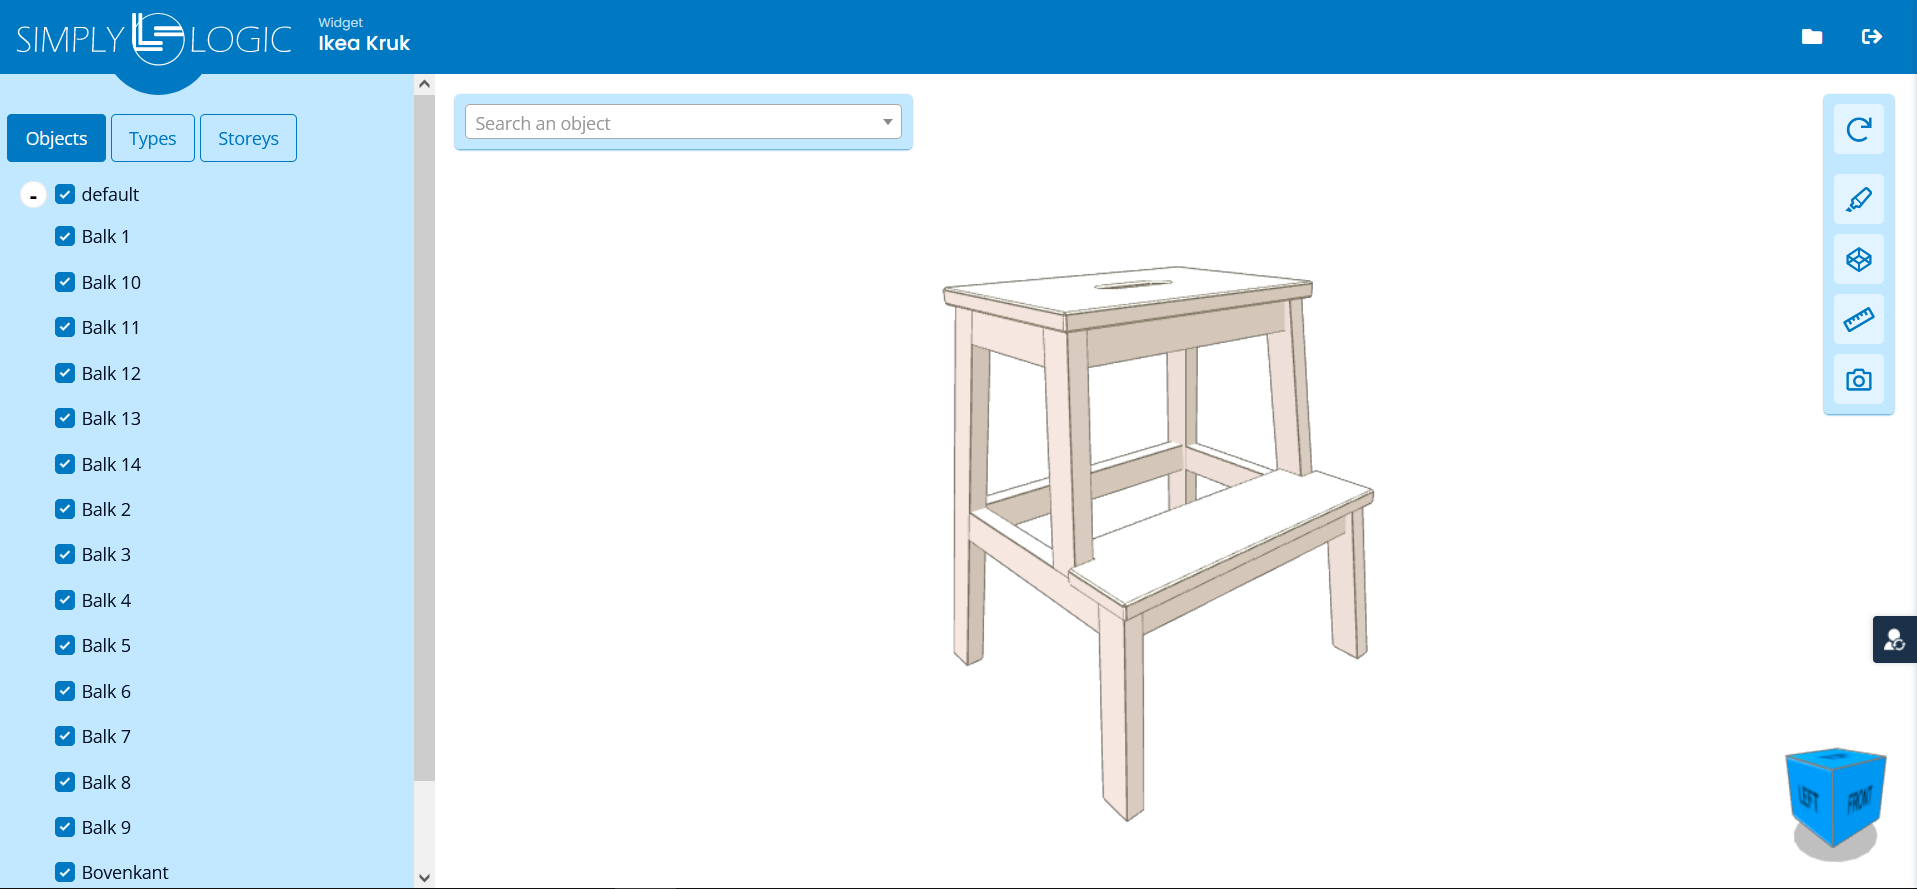 SIMPLY LOGIC
Widget
Ikea Kruk
Objects
Types
Storeys
Search an object
- default
Balk 1
Balk 10
Balk 11
Balk 12
Balk 13
Balk 14
Balk 2
Balk 3
Balk 4
Balk 5
Balk 6
Balk 7
Balk 8
Balk 9
Bovenkant
LEFT
FRONT